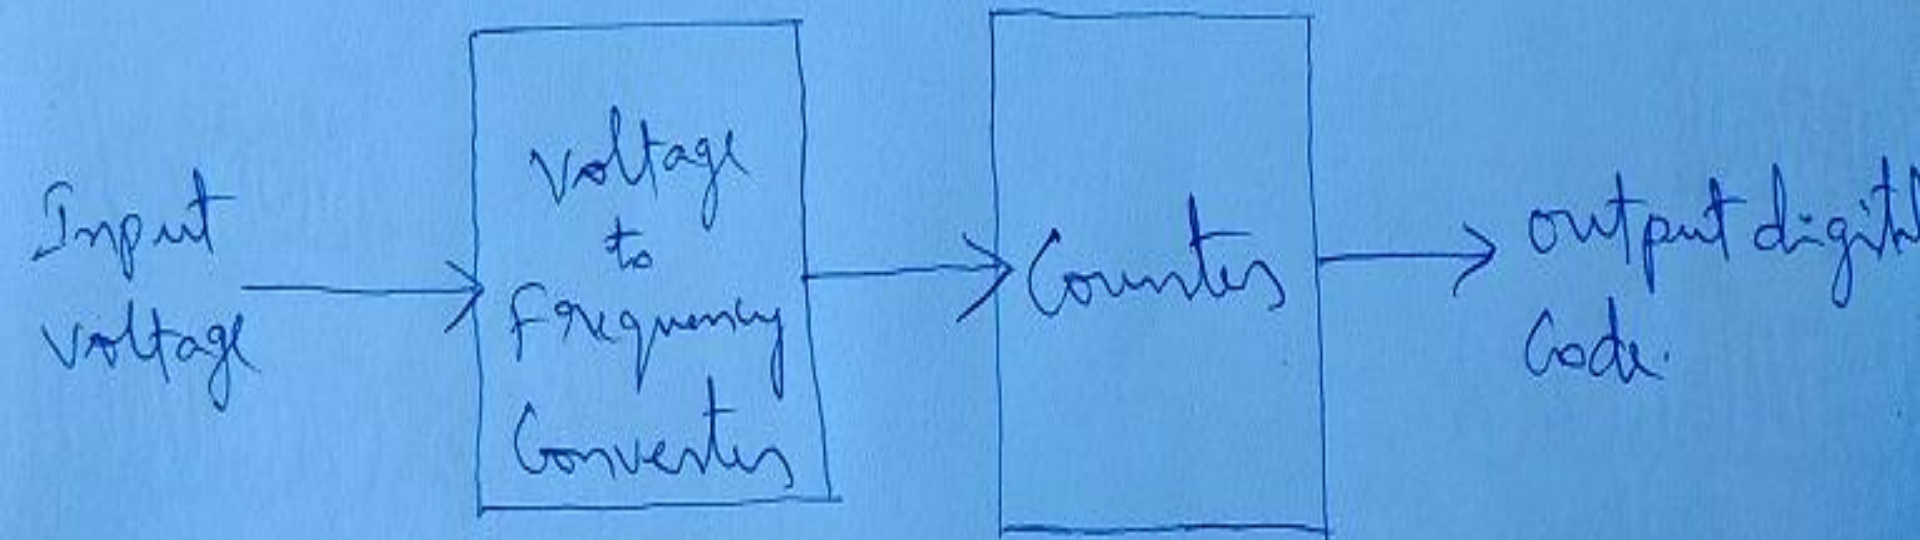 Input
voltage
voltage
to
Frequency
Converter
Counter
output digital
Code.